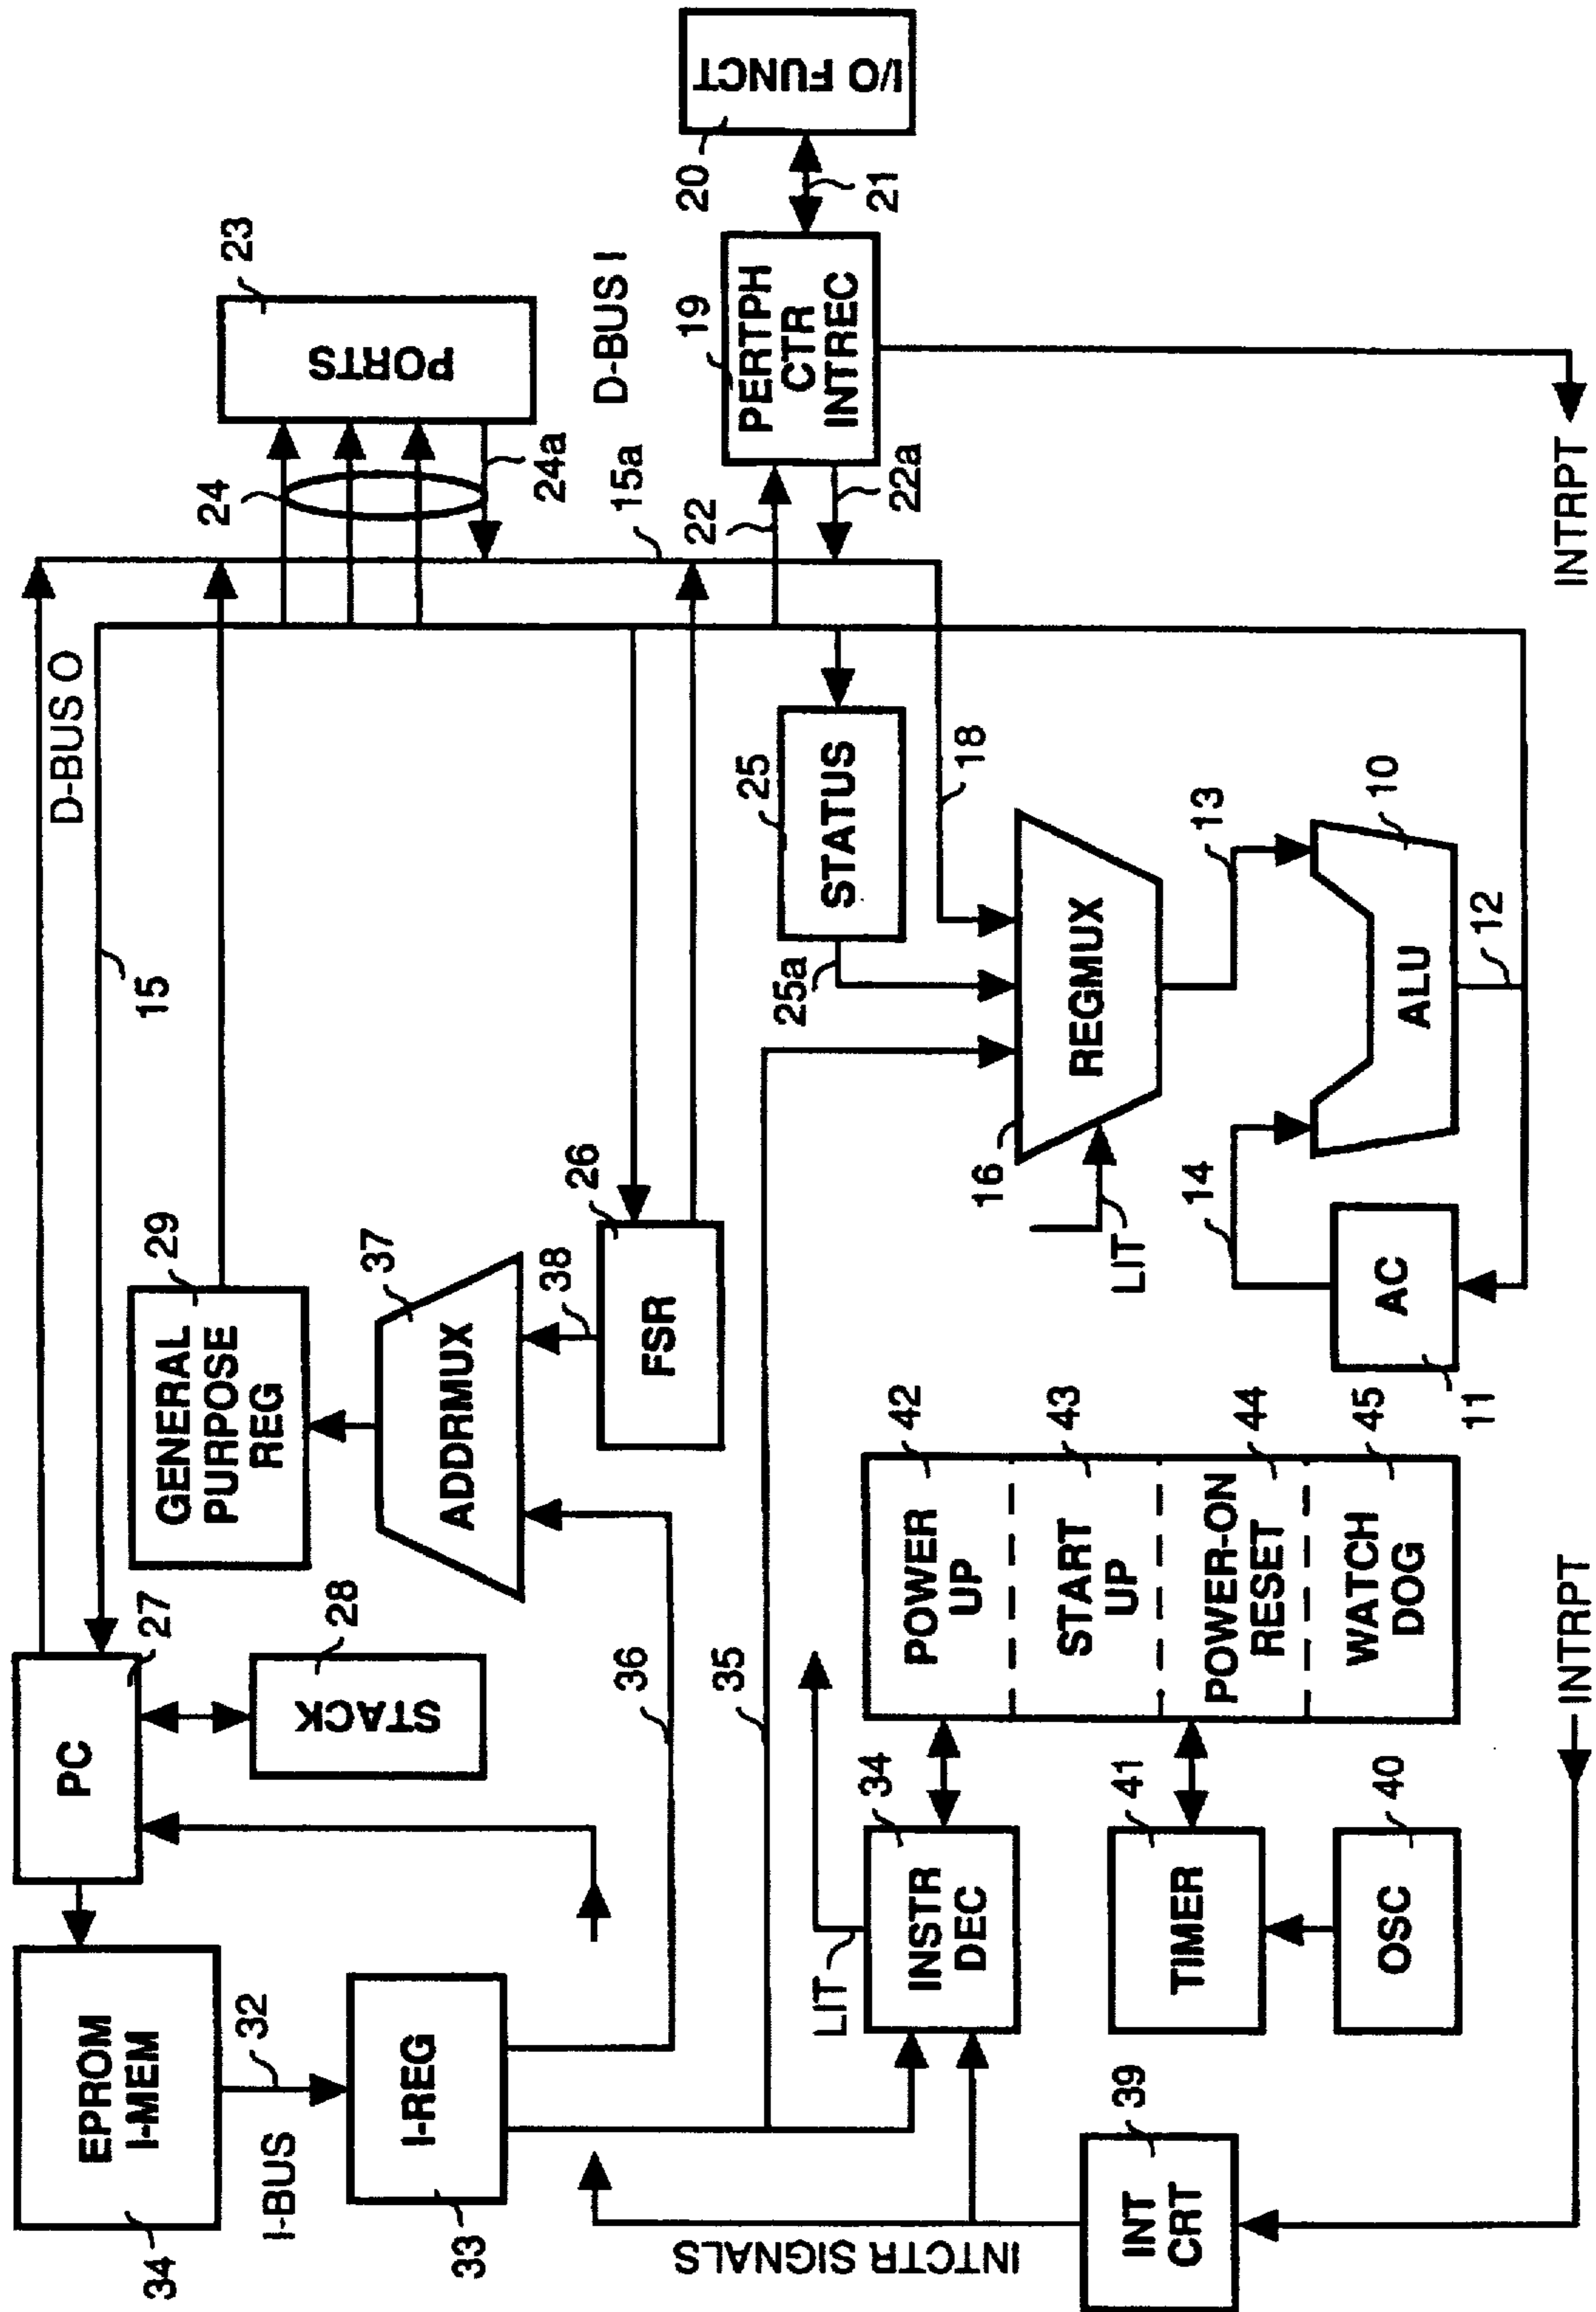 34
EPROM
I-MEM
PC
27
D-BUS O
15
32
I-BUS
STACK
28
GENERAL
PURPOSE
REG
29
24
PORTS
23
I-REG
33
ADDRMUX
37
24a
36
38
FSR
26
15a
D-BUS I
35
INTCTR SIGNALS
22
PERTPH
CTR
INTREC
19
20
I/O FUNCT
21
22a
LIT
INSTR
DEC
34
POWER
UP
42
STATUS
25
25a
18
START
UP
43
16
REGMUX
LIT
INT
CRT
39
TIMER
41
POWER-ON
RESET
44
14
13
OSC
40
WATCH
DOG
45
AC
11
ALU
10
12
INTRPT
INTRPT